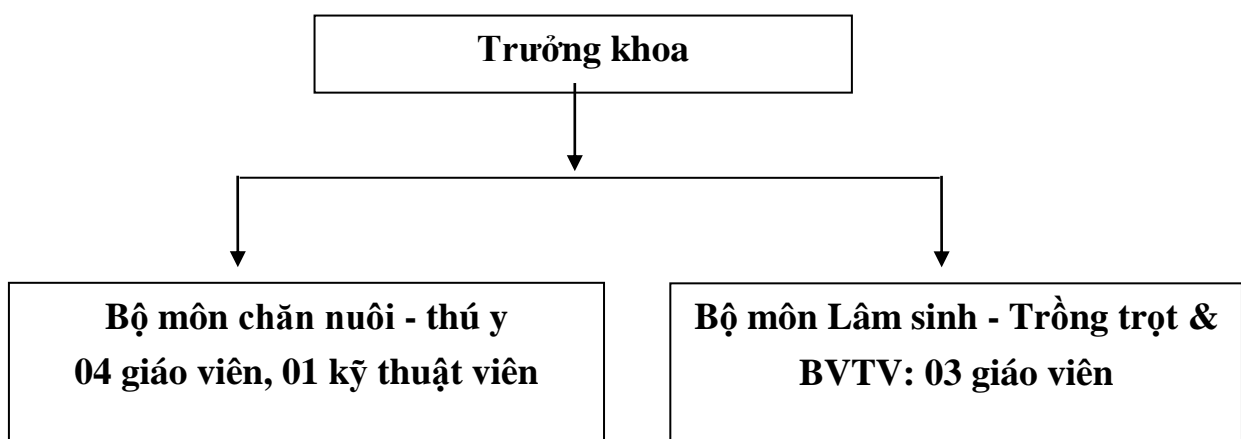 Trưởng khoa
Bộ môn chăn nuôi - thú y
04 giáo viên, 01 kỹ thuật viên
Bộ môn Lâm sinh - Trồng trọt &
BVTV: 03 giáo viên